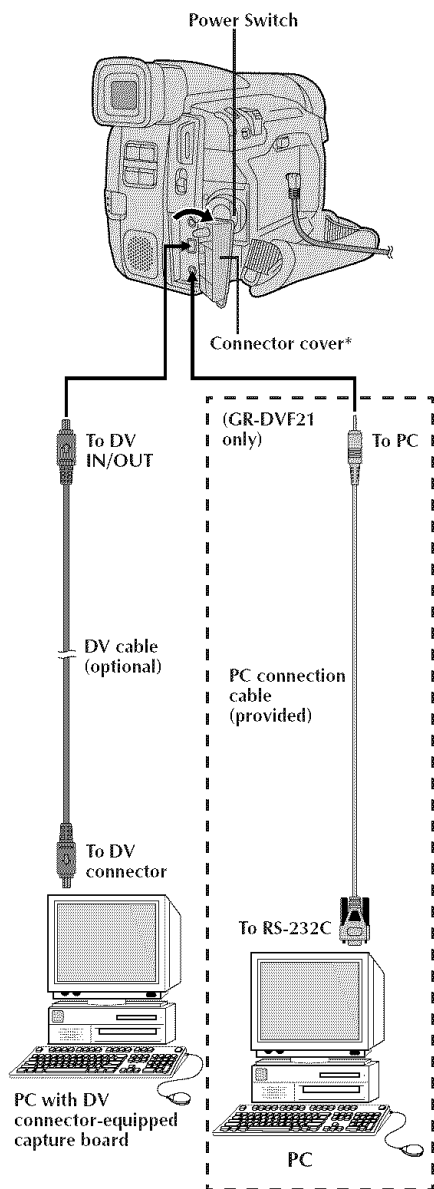 Power Switch
Connector cover*
To DV
IN/OUT
(GR-DVF21
only)
To PC
DV cable
(optional)
PC connection
cable
(provided)
To DV
connector
To RS-232C
PC with DV
connector-equipped
capture board
PC